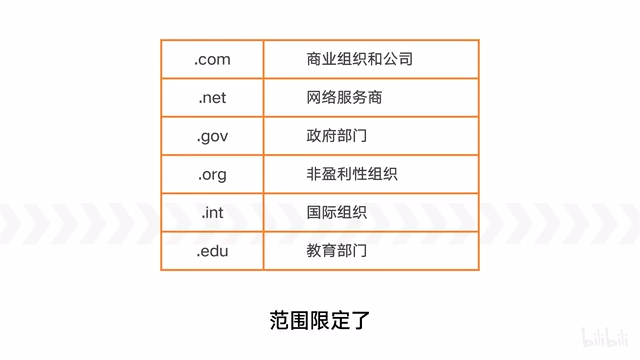 .com 商业组织和公司
.net 网络服务商
.gov 政府部门
.org 非盈利性组织
.int 国际组织
.edu 教育部门
范围限定了
bilibili